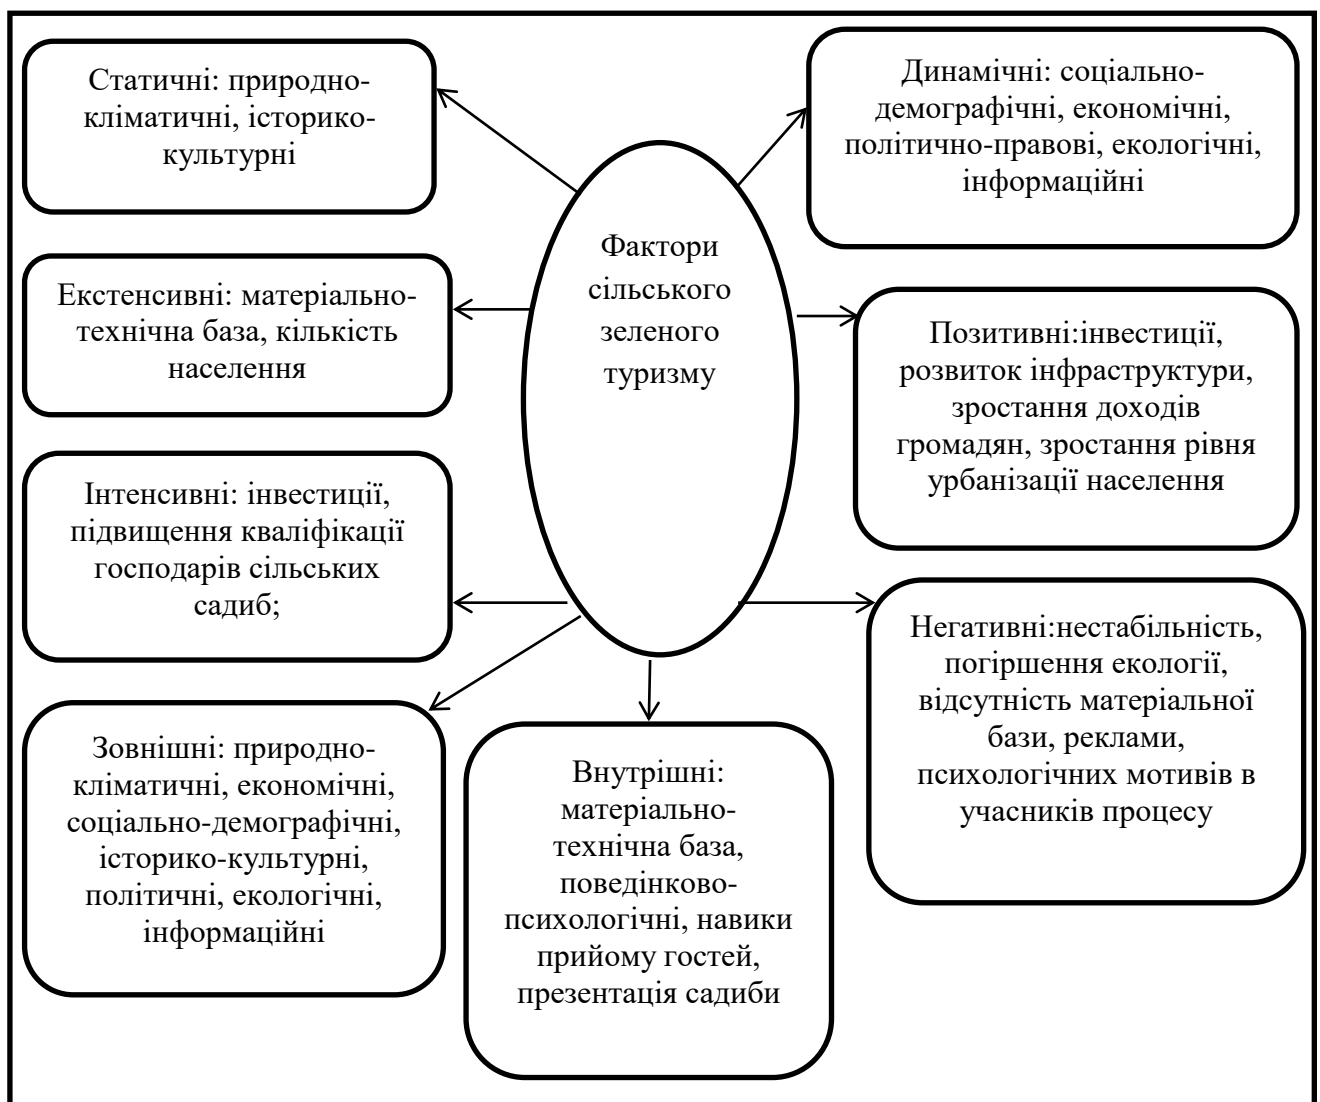 Статичні: природно-
кліматичні, історико-
культурні
Динамічні: соціально-
демографічні, економічні,
політично-правові, екологічні,
інформаційні
Фактори
сільського
зеленого
туризму
Екстенсивні: матеріально-
технічна база, кількість
населення
Позитивні:інвестиції,
розвиток інфраструктури,
зростання доходів
громадян, зростання рівня
урбанізації населення
Інтенсивні: інвестиції,
підвищення кваліфікації
господарів сільських
садиб;
Негативні:нестабільність,
погіршення екології,
відсутність матеріальної
бази, реклами,
психологічних мотивів в
учасників процесу
Зовнішні: природно-
кліматичні, економічні,
соціально-демографічні,
історико-культурні,
політичні, екологічні,
інформаційні
Внутрішні:
матеріально-
технічна база,
поведінково-
психологічні, навики
прийому гостей,
презентація садиби